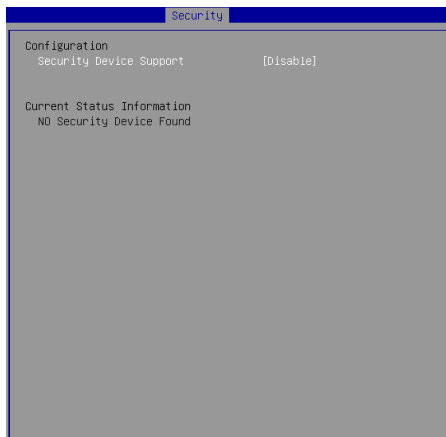 Security
Configuration
Security Device Support [Disable]
Current Status Information
NO Security Device Found